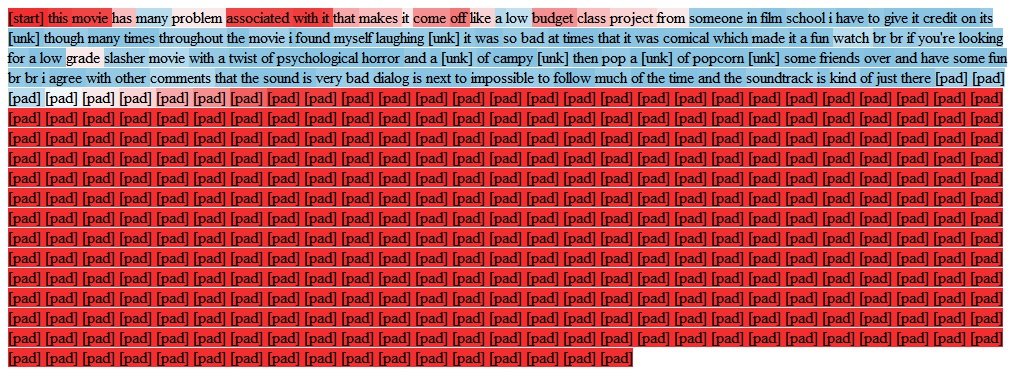 [start] this movie has many problem associated with it that makes it come off like a low budget class project from someone in film school i have to give it credit on its
[unk] though many times throughout the movie i found myself laughing [unk] it was so bad at times that it was comical which made it a fun watch br br if you're looking
for a low grade slasher movie with a twist of psychological horror and a [unk] of campy [unk] then pop a [unk] of popcorn [unk] some friends over and have some fun
br br i agree with other comments that the sound is very bad dialog is next to impossible to follow much of the time and the soundtrack is kind of just there [pad] [pad]
[pad] [pad] [pad] [pad] [pad] [pad] [pad] [pad] [pad] [pad] [pad] [pad] [pad] [pad] [pad] [pad] [pad] [pad] [pad] [pad] [pad] [pad] [pad] [pad] [pad] [pad] [pad]
[pad] [pad] [pad] [pad] [pad] [pad] [pad] [pad] [pad] [pad] [pad] [pad] [pad] [pad] [pad] [pad] [pad] [pad] [pad] [pad] [pad] [pad] [pad] [pad] [pad] [pad] [pad]
[pad] [pad] [pad] [pad] [pad] [pad] [pad] [pad] [pad] [pad] [pad] [pad] [pad] [pad] [pad] [pad] [pad] [pad] [pad] [pad] [pad] [pad] [pad] [pad] [pad] [pad] [pad]
[pad] [pad] [pad] [pad] [pad] [pad] [pad] [pad] [pad] [pad] [pad] [pad] [pad] [pad] [pad] [pad] [pad] [pad] [pad] [pad] [pad] [pad] [pad] [pad] [pad] [pad] [pad]
[pad] [pad] [pad] [pad] [pad] [pad] [pad] [pad] [pad] [pad] [pad] [pad] [pad] [pad] [pad] [pad] [pad] [pad] [pad] [pad] [pad] [pad] [pad] [pad] [pad] [pad] [pad]
[pad] [pad] [pad] [pad] [pad] [pad] [pad] [pad] [pad] [pad] [pad] [pad] [pad] [pad] [pad] [pad] [pad] [pad] [pad] [pad] [pad] [pad] [pad] [pad] [pad] [pad] [pad]
[pad] [pad] [pad] [pad] [pad] [pad] [pad] [pad] [pad] [pad] [pad] [pad] [pad] [pad] [pad] [pad] [pad] [pad] [pad] [pad] [pad] [pad] [pad] [pad] [pad] [pad] [pad]
[pad] [pad] [pad] [pad] [pad] [pad] [pad] [pad] [pad] [pad] [pad] [pad] [pad] [pad] [pad] [pad] [pad] [pad] [pad] [pad] [pad] [pad] [pad] [pad] [pad] [pad] [pad]
[pad] [pad] [pad] [pad] [pad] [pad] [pad] [pad] [pad] [pad] [pad] [pad] [pad] [pad] [pad] [pad] [pad] [pad] [pad] [pad] [pad] [pad] [pad] [pad] [pad] [pad] [pad]
[pad] [pad] [pad] [pad] [pad] [pad] [pad] [pad] [pad] [pad] [pad] [pad] [pad] [pad] [pad] [pad] [pad] [pad] [pad] [pad] [pad] [pad] [pad] [pad] [pad] [pad] [pad]
[pad] [pad] [pad] [pad] [pad] [pad] [pad] [pad] [pad] [pad] [pad] [pad] [pad] [pad] [pad] [pad] [pad] [pad] [pad] [pad] [pad] [pad] [pad] [pad] [pad] [pad] [pad]
[pad] [pad] [pad] [pad] [pad] [pad] [pad] [pad] [pad] [pad] [pad] [pad] [pad] [pad] [pad] [pad] [pad] [pad] [pad] [pad] [pad] [pad] [pad] [pad] [pad] [pad] [pad]
[pad] [pad] [pad] [pad] [pad] [pad] [pad] [pad] [pad] [pad] [pad] [pad] [pad] [pad] [pad] [pad] [pad] [pad] [pad] [pad] [pad] [pad] [pad] [pad] [pad] [pad] [pad]
[pad] [pad] [pad] [pad] [pad] [pad] [pad] [pad] [pad] [pad] [pad] [pad] [pad] [pad] [pad] [pad] [pad]